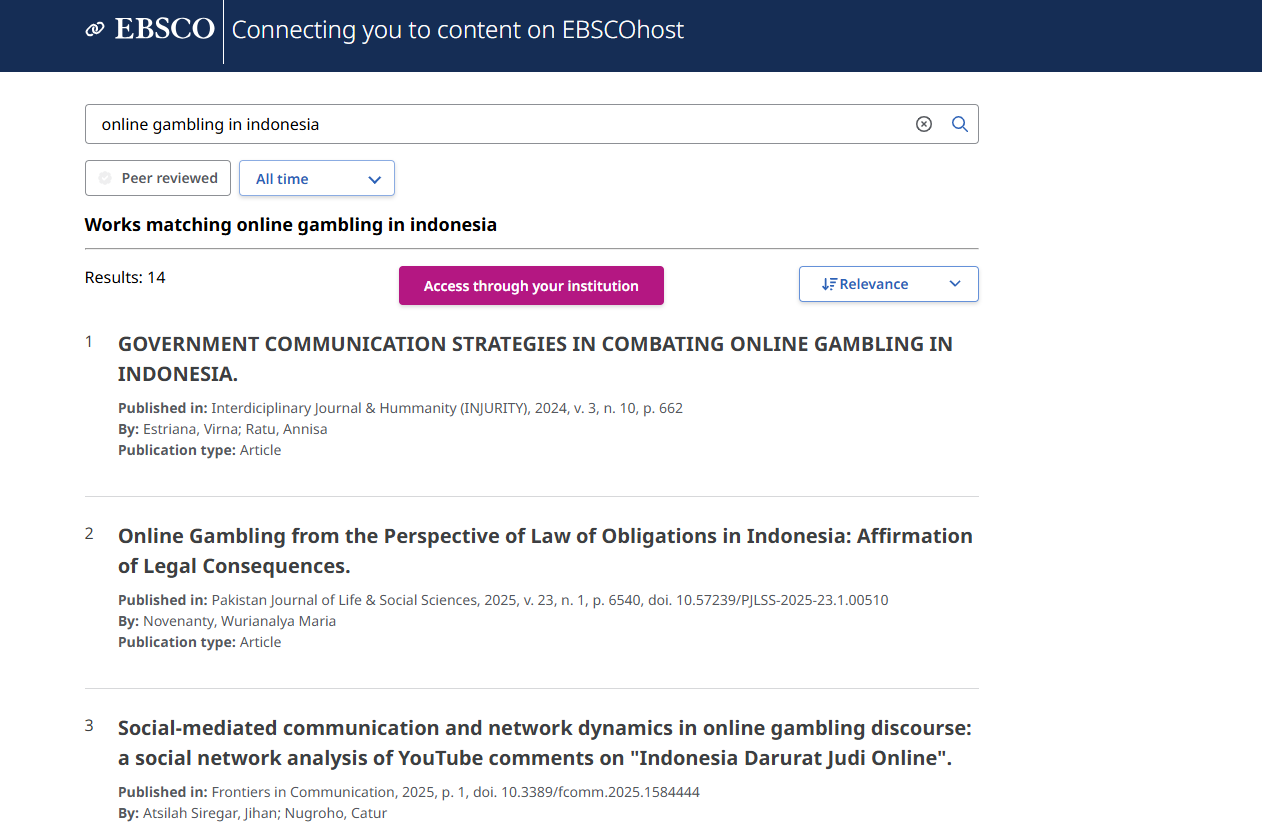 EBSCO Connecting you to content on EBSCOhost
online gambling in indonesia
Peer reviewed All time
Works matching online gambling in indonesia
Results: 14 Access through your institution Relevance
1 GOVERNMENT COMMUNICATION STRATEGIES IN COMBATING ONLINE GAMBLING IN
INDONESIA.
Published in: Interdiciplinary Journal & Hummanity (INJURITY), 2024, v. 3, n. 10, p. 662
By: Estriana, Virna; Ratu, Annisa
Publication type: Article
2 Online Gambling from the Perspective of Law of Obligations in Indonesia: Affirmation
of Legal Consequences.
Published in: Pakistan Journal of Life & Social Sciences, 2025, v. 23, n. 1, p. 6540, doi. 10.57239/PJLSS-2025-23.1.00510
By: Novenanty, Wurianalya Maria
Publication type: Article
3 Social-mediated communication and network dynamics in online gambling discourse:
a social network analysis of YouTube comments on "Indonesia Darurat Judi Online".
Published in: Frontiers in Communication, 2025, p. 1, doi. 10.3389/fcomm.2025.1584444
By: Atsilah Siregar, Jihan; Nugroho, Catur